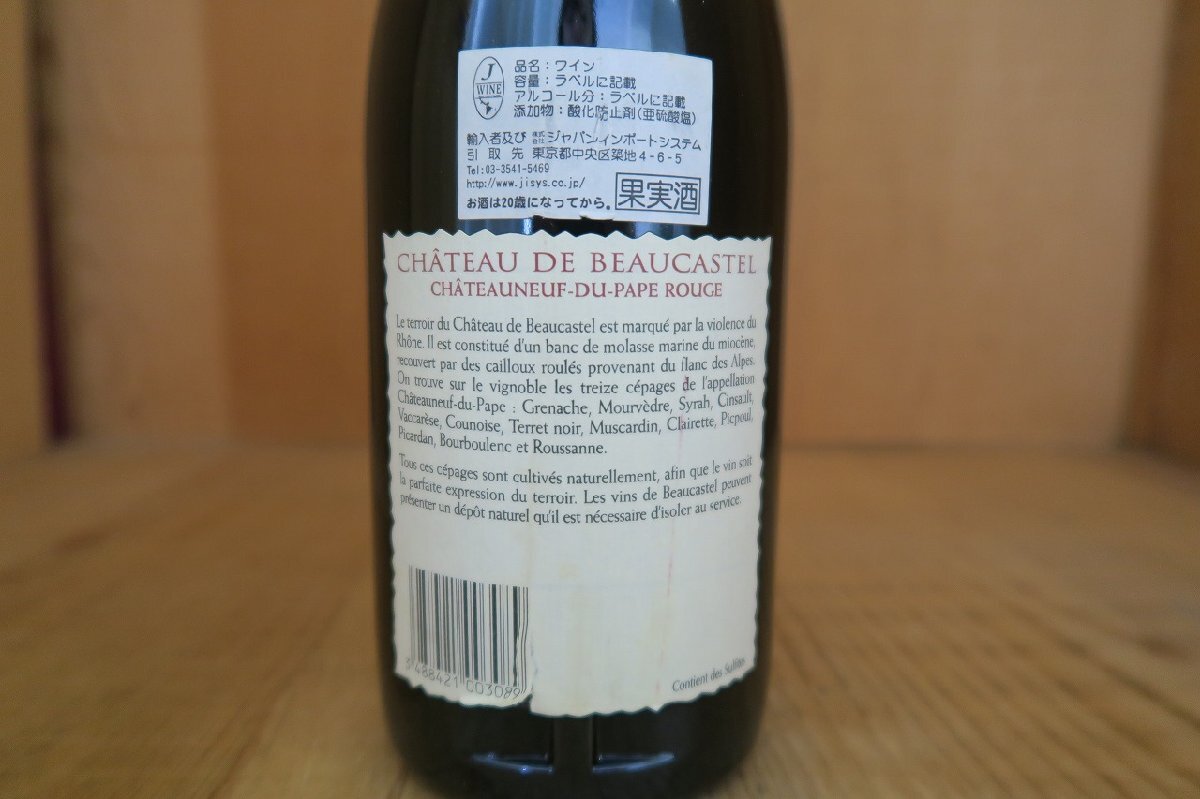 J
WINE
品名：ワイン
容量：ラベルに記載
アルコール分：ラベルに記載
添加物：酸化防止剤(亜硫酸塩)
輸入者及び 株式会社 ジャパンインポートシステム
引取先 東京都中央区築地4-6-5
Tel:03-3541-5469
http://www.jisys.co.jp/
お酒は20歳になってから。 果実酒
CHÂTEAU DE BEAUCASTEL
CHÂTEAUNEUF-DU-PAPE ROUGE
Le terroir du Château de Beaucastel est marqué par la violence du
Rhône. Il est constitué d'un banc de molasse marine du miocène,
recouvert par des cailloux roulés provenant du flanc des Alpes.
On trouve sur le vignoble les treize cépages de l'appellation
Châteauneuf-du-Pape : Grenache, Mourvèdre, Syrah, Cinsault,
Vaccarèse, Counoise, Terret noir, Muscardin, Clairette, Picpoul,
Picardan, Bourboulenc et Roussanne.
Tous ces cépages sont cultivés naturellement, afin que le vin soit
la parfaite expression du terroir. Les vins de Beaucastel peuvent
présenter un dépôt naturel qu'il est nécessaire d'isoler au service.
3 488421 003089
Contient des Sulfites